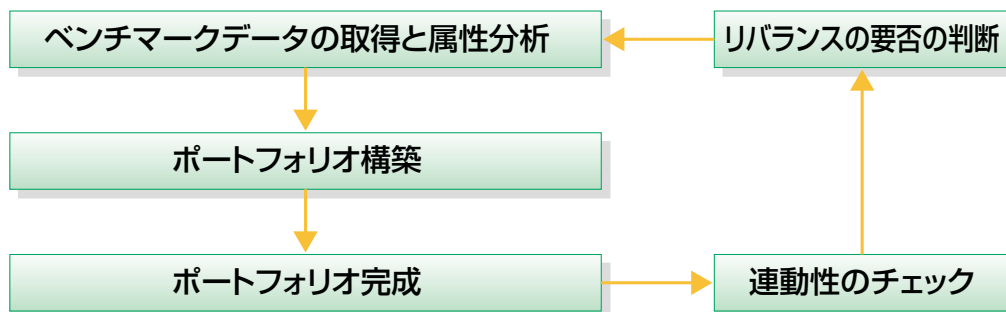 ベンチマークデータの取得と属性分析
リバランスの要否の判断
ポートフォリオ構築
ポートフォリオ完成
連動性のチェック